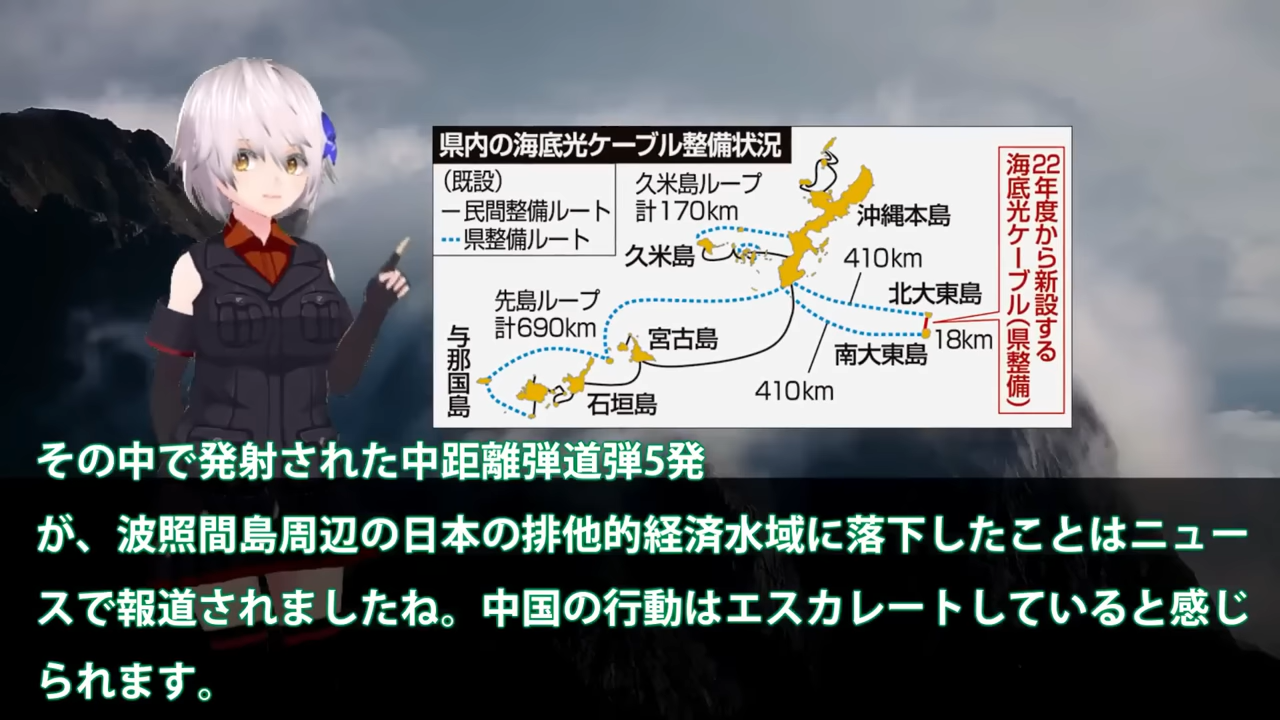 県内の海底光ケーブル整備状況
(既設)
民間整備ルート
県整備ルート
久米島ループ
計170km
久米島
沖縄本島
410km
北大東島
南大東島
18km
410km
先島ループ
計690km
宮古島
与那国島
石垣島
22年度から新設する
海底光ケーブル(県整備)
その中で発射された中距離弾道弾5発
が、波照間島周辺の日本の排他的経済水域に落下したことはニュー
スで報道されましたね。中国の行動はエスカレートしていると感じ
られます。